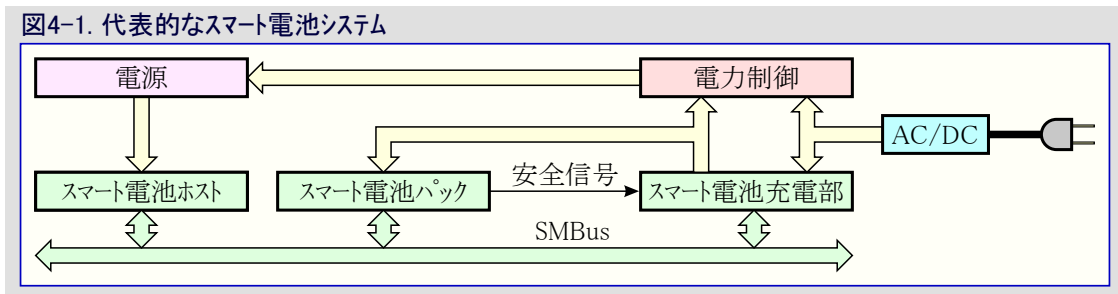 図4-1. 代表的なスマート電池システム
電源
電力制御
AC/DC
スマート電池ホスト
スマート電池パック
安全信号
スマート電池充電部
SMBus